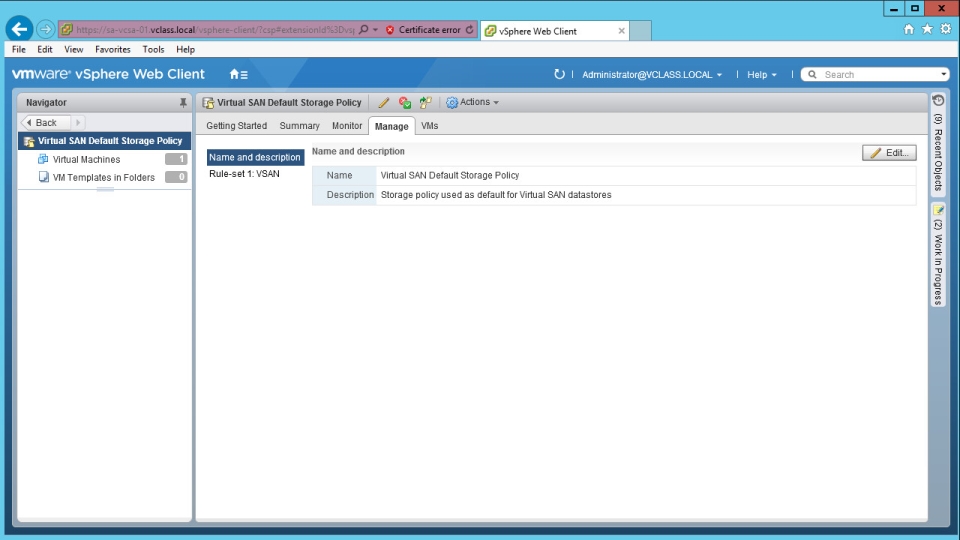 https://sa-vcsa-01.vclass.local/vsphere-client/?csp#extensionId%3Dvsp
Certificate error
vSphere Web Client
File Edit View Favorites Tools Help
vmware® vSphere Web Client
Administrator@VCLASS.LOCAL
Help
Search
Navigator
Back
Virtual SAN Default Storage Policy
Virtual Machines 1
VM Templates in Folders 0
Virtual SAN Default Storage Policy
Actions
Getting Started Summary Monitor Manage VMs
Name and description
Rule-set 1: VSAN
Name and description
Edit...
Name Virtual SAN Default Storage Policy
Description Storage policy used as default for Virtual SAN datastores
(9) Recent Objects
(2) Work In Progress